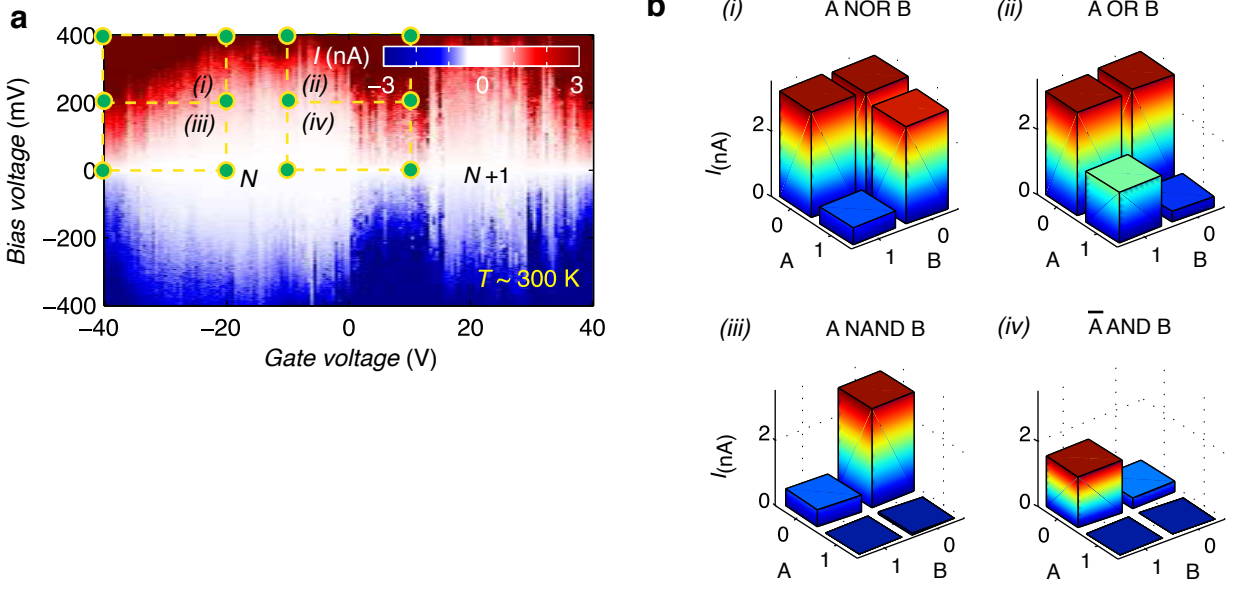 a
400
200
0
−200
−400
Bias voltage (mV)
I (nA)
−3
0
3
(i)
(ii)
(iii)
(iv)
N
N +1
T ~ 300 K
−40
−20
0
20
40
Gate voltage (V)
b
(i)
A NOR B
2
0
I(nA)
0
1
A
1
0
B
(ii)
A OR B
2
0
0
1
A
1
0
B
(iii)
A NAND B
2
0
I(nA)
0
1
A
1
0
B
(iv)
A̅ AND B
2
0
0
1
A
1
0
B